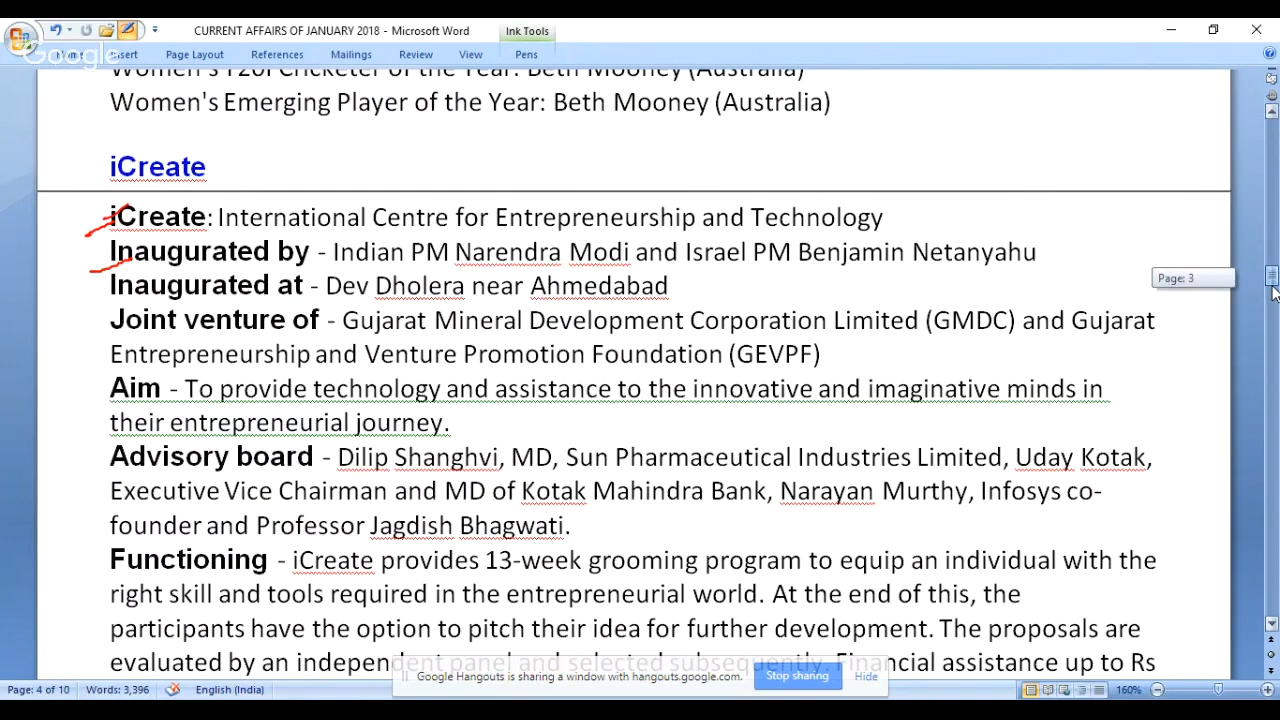 CURRENT AFFAIRS OF JANUARY 2018 - Microsoft Word
Ink Tools
Google
Insert
Page Layout
References
Mailings
Review
View
Pens
Women's T20I Cricketer of the Year: Beth Mooney (Australia)
Women's Emerging Player of the Year: Beth Mooney (Australia)
iCreate
iCreate: International Centre for Entrepreneurship and Technology
Inaugurated by - Indian PM Narendra Modi and Israel PM Benjamin Netanyahu
Page: 3
Inaugurated at - Dev Dholera near Ahmedabad
Joint venture of - Gujarat Mineral Development Corporation Limited (GMDC) and Gujarat
Entrepreneurship and Venture Promotion Foundation (GEVPF)
Aim - To provide technology and assistance to the innovative and imaginative minds in
their entrepreneurial journey.
Advisory board - Dilip Shanghvi, MD, Sun Pharmaceutical Industries Limited, Uday Kotak,
Executive Vice Chairman and MD of Kotak Mahindra Bank, Narayan Murthy, Infosys co-
founder and Professor Jagdish Bhagwati.
Functioning - iCreate provides 13-week grooming program to equip an individual with the
right skill and tools required in the entrepreneurial world. At the end of this, the
participants have the option to pitch their idea for further development. The proposals are
evaluated by an independent panel and selected subsequently. Financial assistance up to Rs
Google Hangouts is sharing a window with hangouts.google.com.
Stop sharing
Hide
Page: 4 of 10
Words: 3,396
English (India)
160%